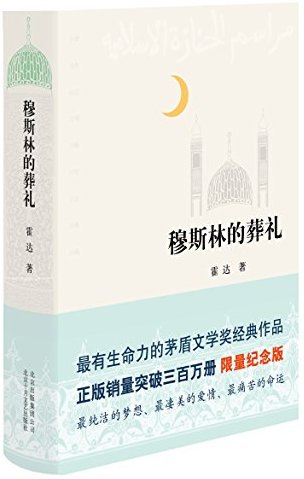 مراسم الجنازة الإسلامية
穆斯林的葬礼
霍达 著
最有生命力的茅盾文学奖经典作品
正版销量突破三百万册 限量纪念版
最纯洁的梦想、最凄美的爱情、最痛苦的命运
穆斯林的葬礼
霍达 著
北京出版集团公司
北京十月文艺出版社